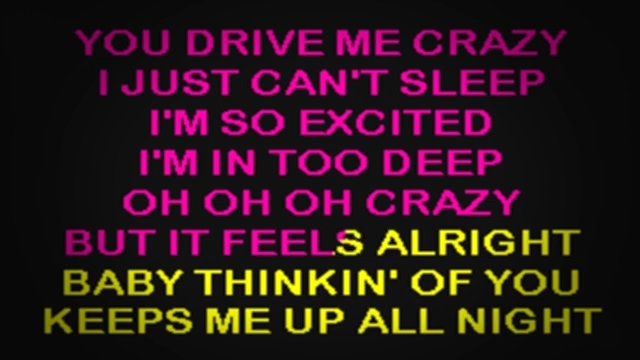 YOU DRIVE ME CRAZY
I JUST CAN'T SLEEP
I'M SO EXCITED
I'M IN TOO DEEP
OH OH OH CRAZY
BUT IT FEELS ALRIGHT
BABY THINKIN' OF YOU
KEEPS ME UP ALL NIGHT